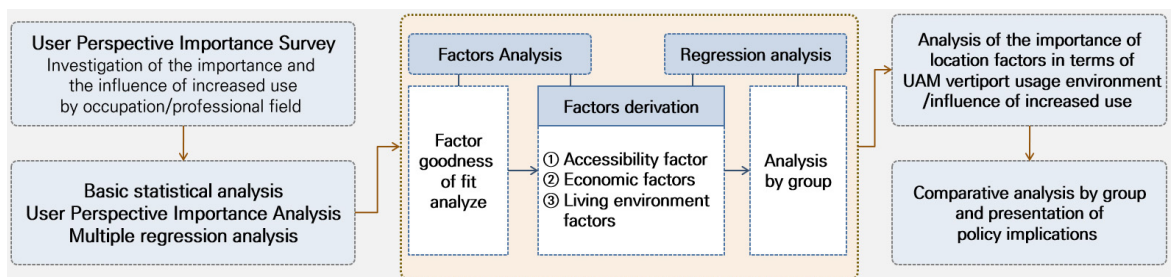 User Perspective Importance Survey
Investigation of the importance and
the influence of increased use
by occupation/professional field
Basic statistical analysis
User Perspective Importance Analysis
Multiple regression analysis
Factors Analysis
Regression analysis
Factor
goodness
of fit
analyze
Factors derivation
① Accessibility factor
② Economic factors
③ Living environment
factors
Analysis
by group
Analysis of the importance of
location factors in terms of
UAM vertiport usage environment
/influence of increased use
Comparative analysis by group
and presentation of
policy implications